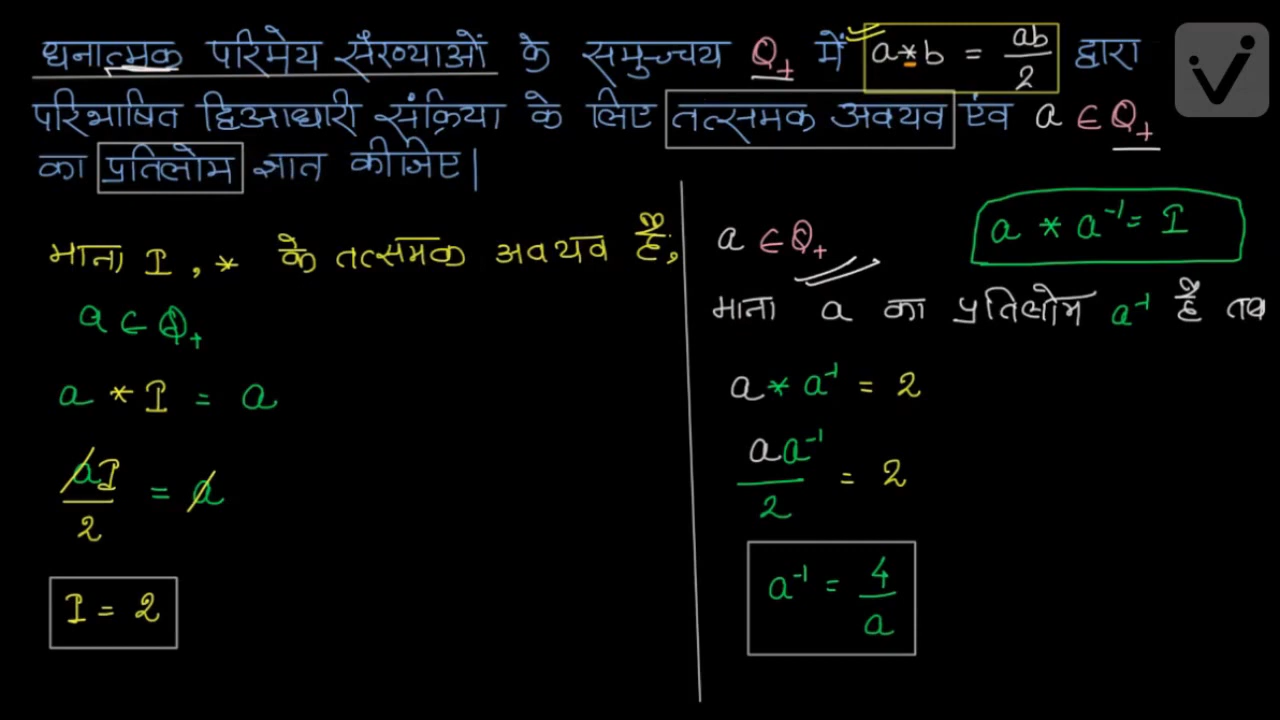 धनात्मक परिमेय संख्याओं के समुच्चय Q₊ में a * b = ab/2 द्वारा
परिभाषित द्विआधारी संक्रिया के लिए तत्समक अवयव एंव a ∈ Q₊
का प्रतिलोम ज्ञात कीजिए।
माना I, * के तत्समक अवयव है;
a ∈ Q₊
a * I = a
aI/2 = a
I = 2
a ∈ Q₊
a * a⁻¹ = I
माना a का प्रतिलोम a⁻¹ है तब
a * a⁻¹ = 2
aa⁻¹/2 = 2
a⁻¹ = 4/a